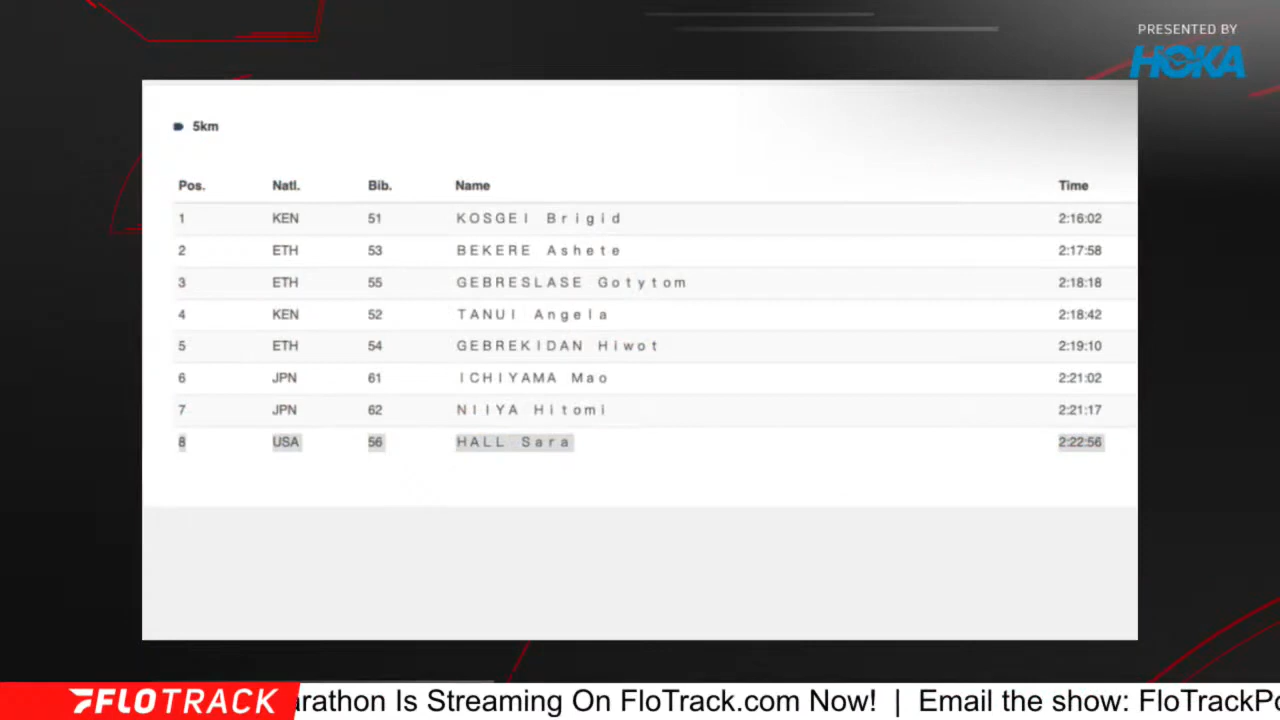 PRESENTED BY
HOKA
5km
Pos. Natl. Bib. Name Time
1 KEN 51 KOSGEI Brigid 2:16:02
2 ETH 53 BEKERE Ashete 2:17:58
3 ETH 55 GEBRESLASE Gotytom 2:18:18
4 KEN 52 TANUI Angela 2:18:42
5 ETH 54 GEBREKIDAN Hiwot 2:19:10
6 JPN 61 ICHIYAMA Mao 2:21:02
7 JPN 62 NIIYA Hitomi 2:21:17
8 USA 56 HALL Sara 2:22:56
FLOTRACK arathon Is Streaming On FloTrack.com Now! | Email the show: FloTrackPo